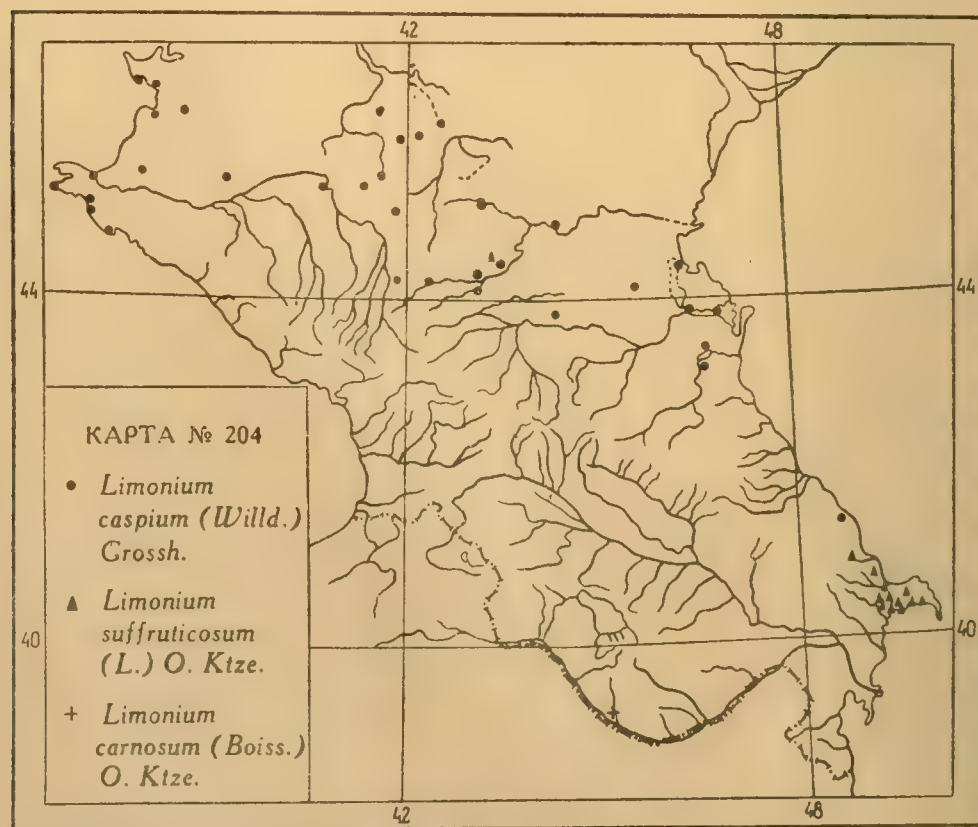 42
48
44
44
КАРТА № 204
Limonium
caspium (Willd.)
Grossh.
Limonium
suffruticosum
(L.) O. Ktze.
Limonium
carnosum (Boiss.)
O. Ktze.
40
40
42
48